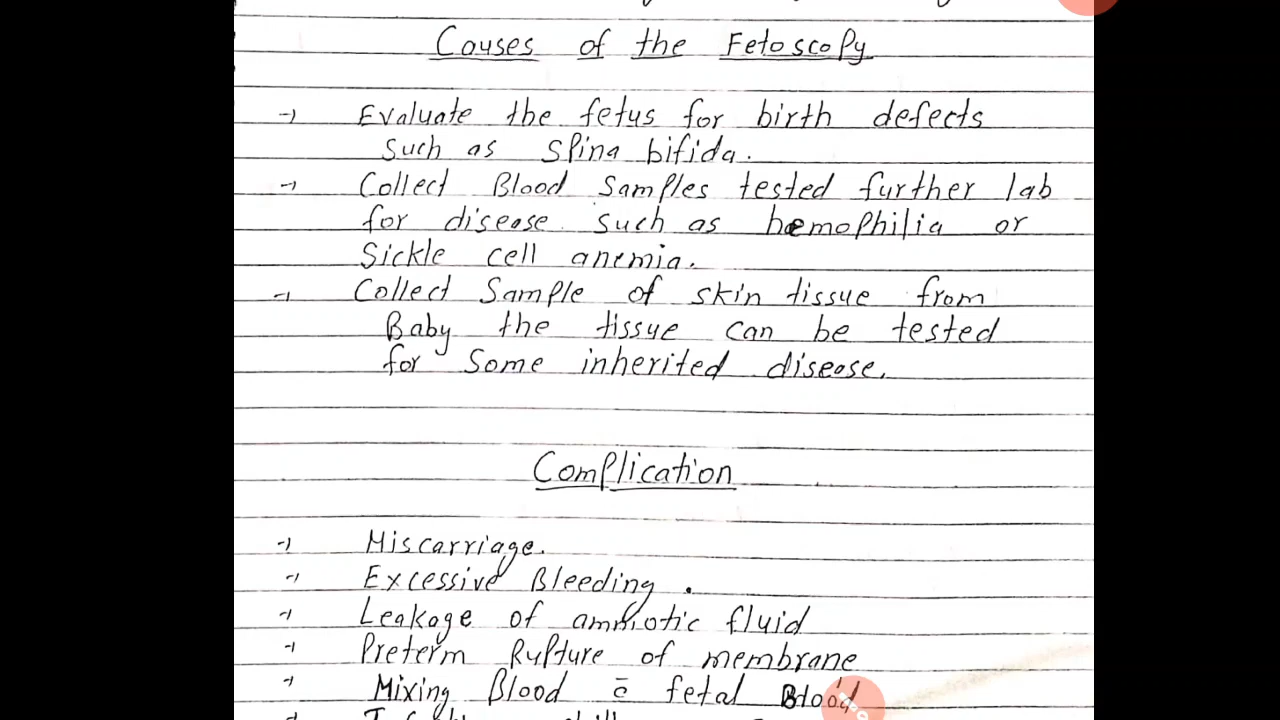 Causes of the Fetoscopy
→ Evaluate the fetus for birth defects
such as spina bifida.
→ Collect Blood samples tested further lab
for disease such as hemophilia or
Sickle cell anemia.
→ Collect Sample of skin tissue from
Baby the tissue can be tested
for some inherited disease.
Complication
→ Miscarriage.
→ Excessive Bleeding.
→ Leakage of amniotic fluid
→ Preterm Rupture of membrane
→ Mixing Blood c̄ fetal Blood